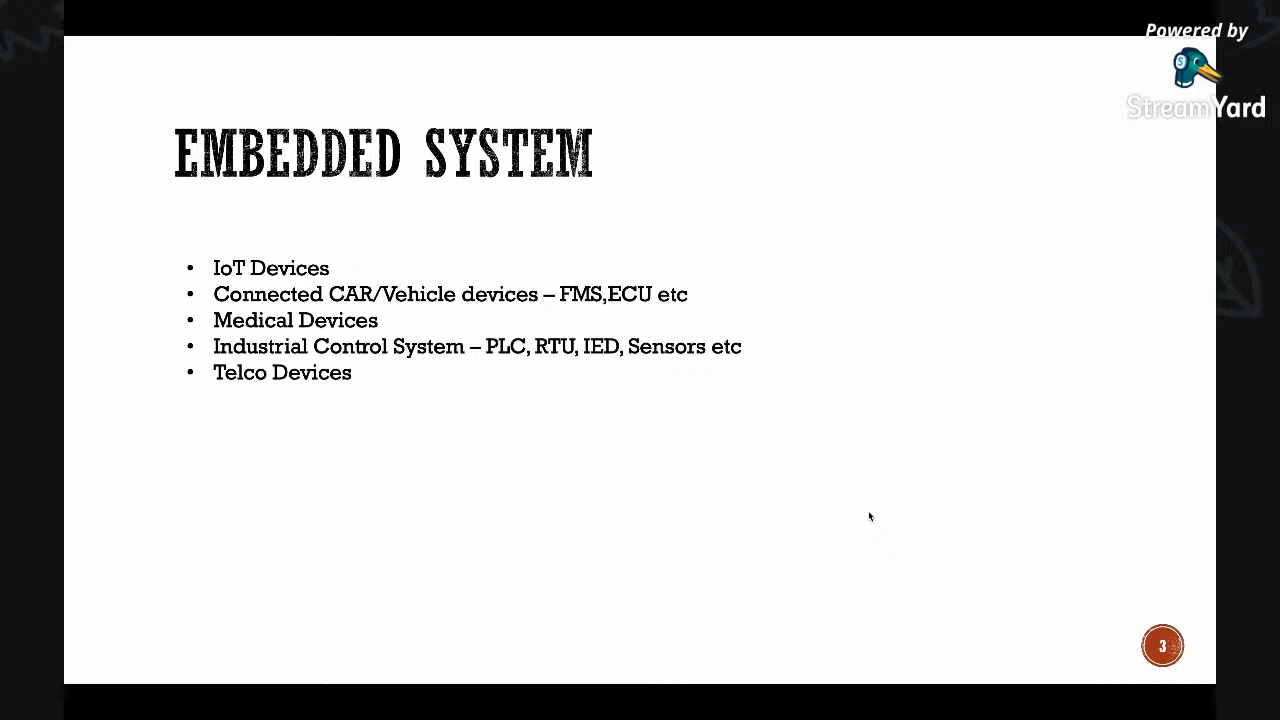 Powered by
StreamYard
EMBEDDED SYSTEM
• IoT Devices
• Connected CAR/Vehicle devices – FMS,ECU etc
• Medical Devices
• Industrial Control System – PLC, RTU, IED, Sensors etc
• Telco Devices
3